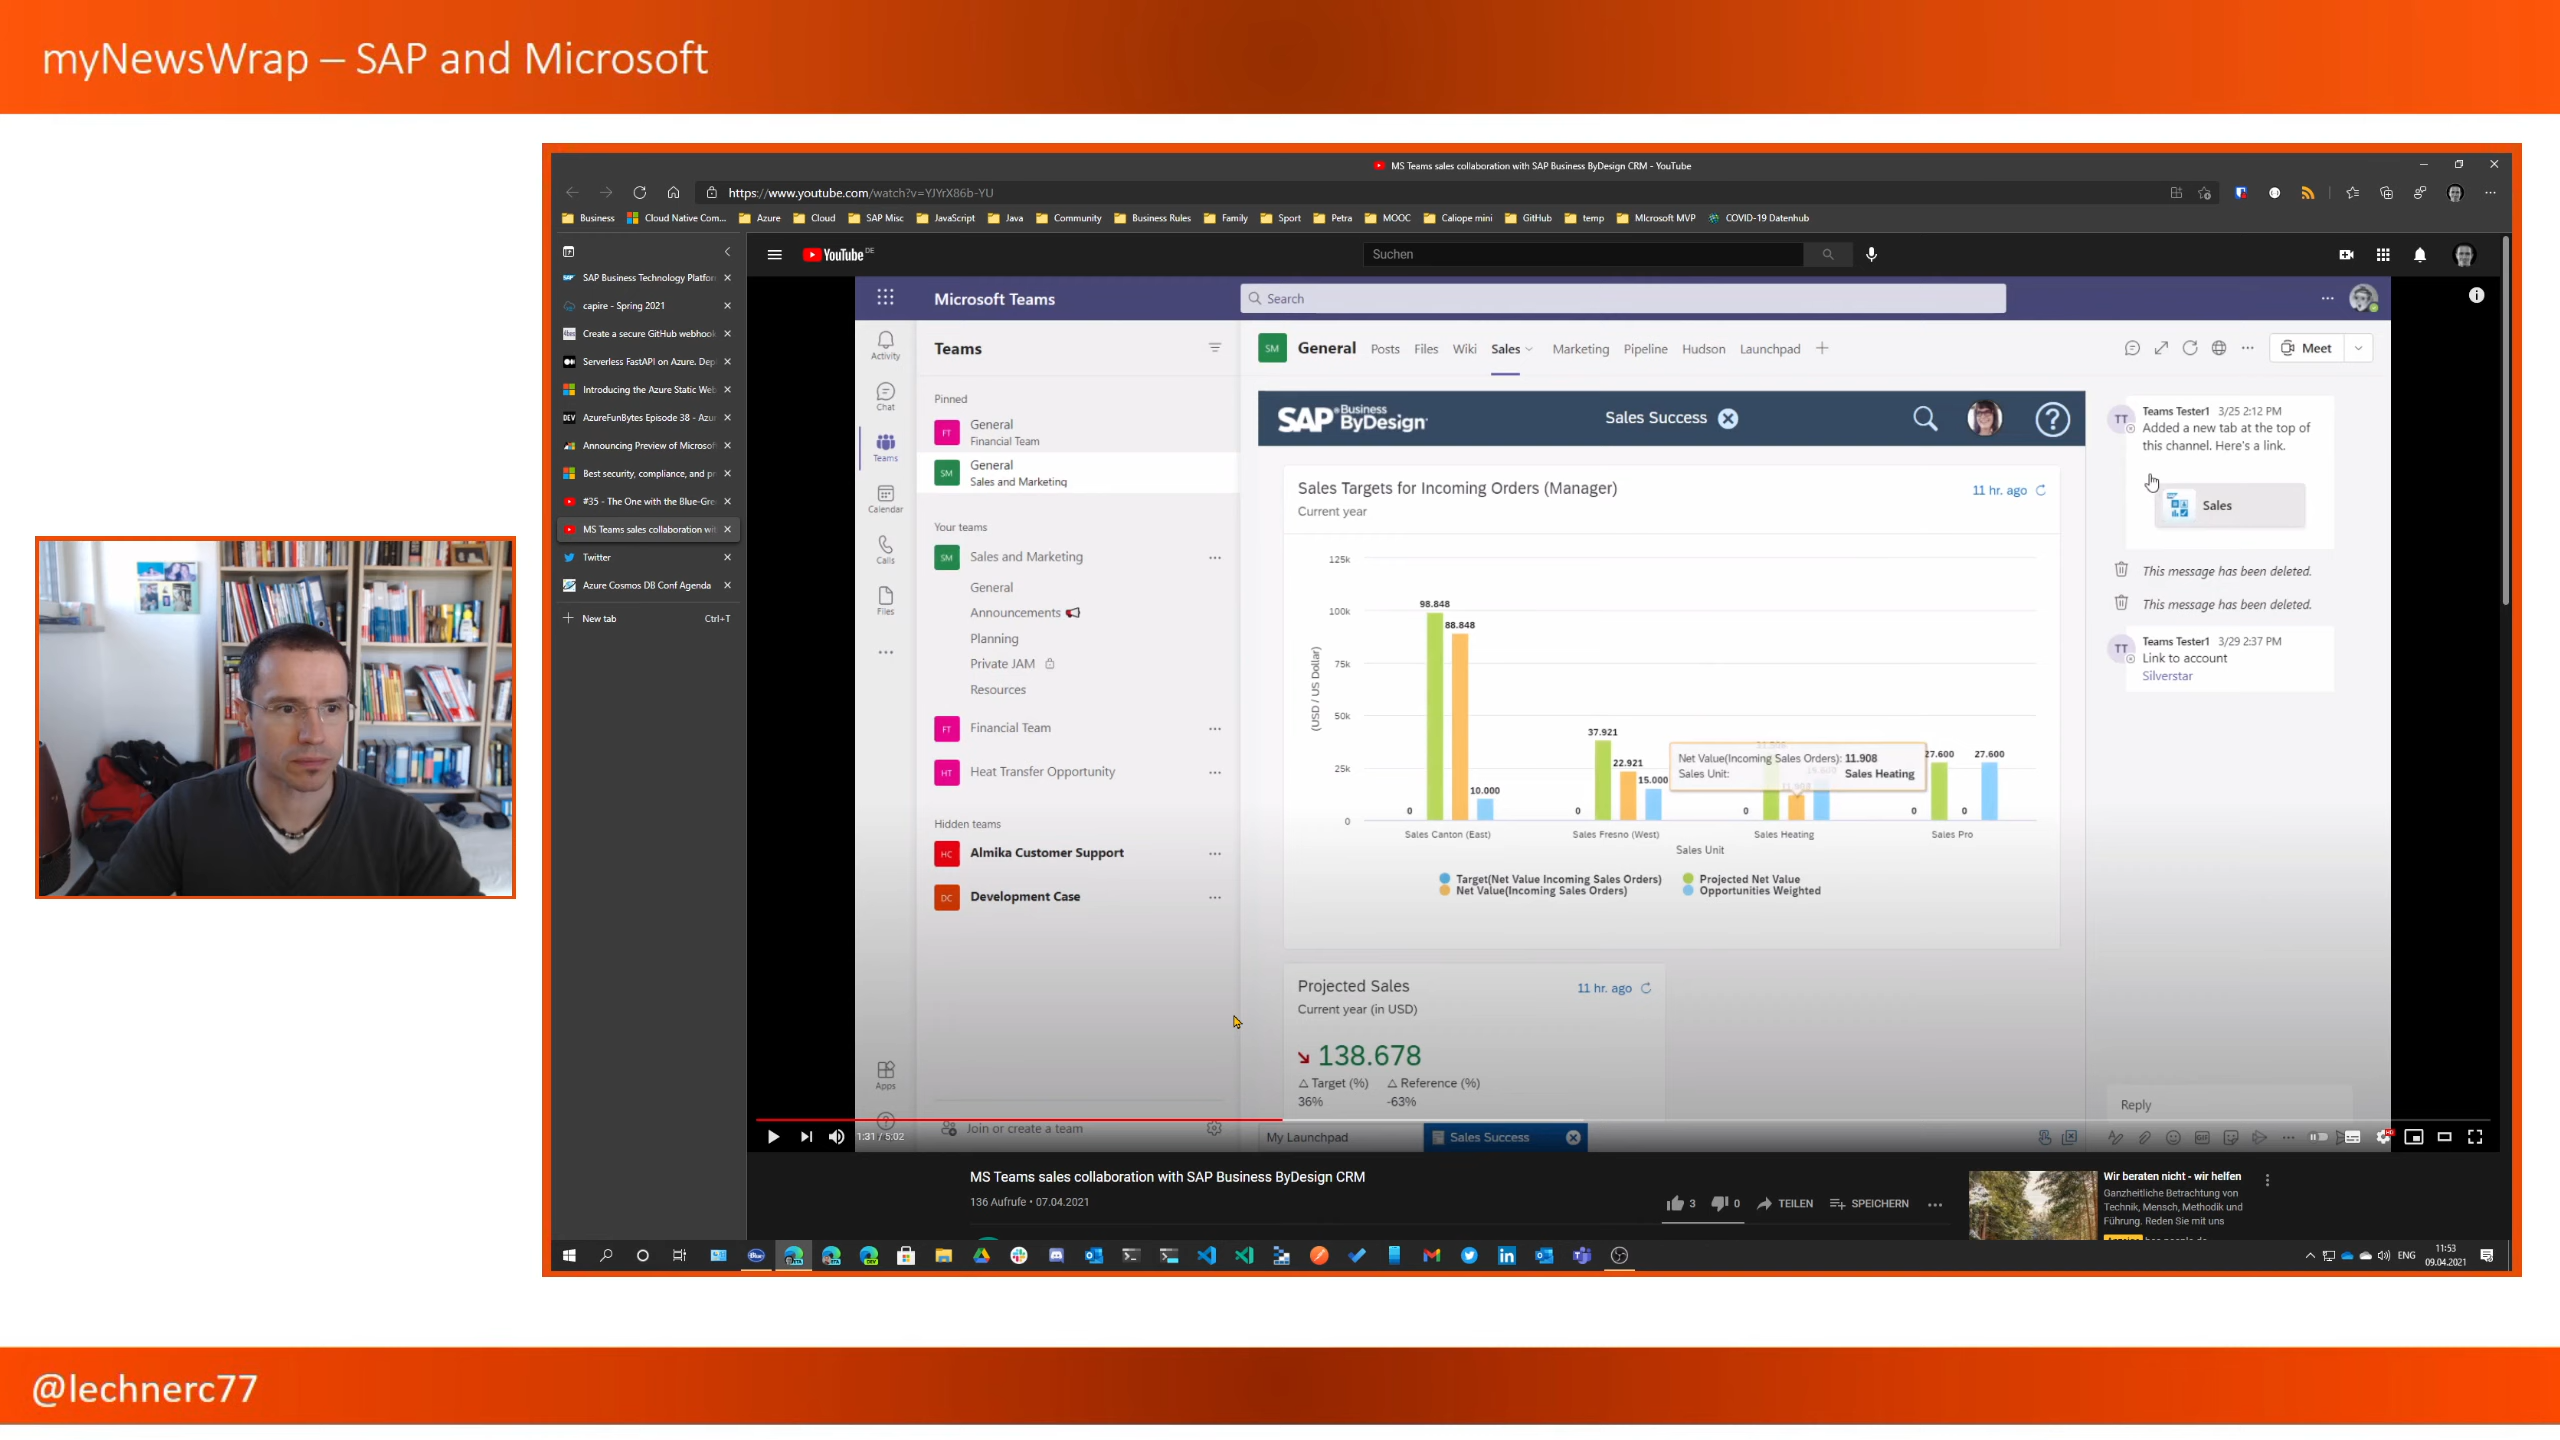 myNewsWrap – SAP and Microsoft
MS Teams sales collaboration with SAP Business ByDesign CRM - YouTube
https://www.youtube.com/watch?v=YJYrX86b-YU
Business
Cloud Native Com...
Azure
Cloud
SAP Misc
JavaScript
Java
Community
Business Rules
Family
Sport
Petra
MOOC
Caliope mini
GitHub
temp
MIcrosoft MVP
COVID-19 Datenhub
SAP Business Technology Platfor
capire - Spring 2021
Create a secure GitHub webhook
Serverless FastAPI on Azure. Dep
Introducing the Azure Static Web
AzureFunBytes Episode 38 - Azu
Announcing Preview of Microsof
Best security, compliance, and pr
#35 - The One with the Blue-Gre
MS Teams sales collaboration wit
Twitter
Azure Cosmos DB Conf Agenda
New tab Ctrl+T
YouTube DE
Suchen
Microsoft Teams
Search
Activity
Chat
Teams
Calendar
Calls
Files
Apps
Teams
Pinned
FT General
Financial Team
SM General
Sales and Marketing
Your teams
SM Sales and Marketing
General
Announcements
Planning
Private JAM
Resources
FT Financial Team
HT Heat Transfer Opportunity
Hidden teams
HC Almika Customer Support
DC Development Case
Join or create a team
SM General Posts Files Wiki Sales Marketing Pipeline Hudson Launchpad
Meet
SAP Business ByDesign
Sales Success
Sales Targets for Incoming Orders (Manager)
11 hr. ago
Current year
(USD / US Dollar)
125k
100k
75k
50k
25k
0
98.848
88.848
10.000
0
37.921
22.921
15.000
0
Net Value(Incoming Sales Orders): 11.908
Sales Unit: Sales Heating
0
27.600
27.600
0
0
Sales Canton (East)
Sales Fresno (West)
Sales Heating
Sales Pro
Sales Unit
Target(Net Value Incoming Sales Orders)
Projected Net Value
Net Value(Incoming Sales Orders)
Opportunities Weighted
Projected Sales
11 hr. ago
Current year (in USD)
138.678
△ Target (%) △ Reference (%)
36% -63%
My Launchpad
Sales Success
TT Teams Tester1 3/25 2:12 PM
Added a new tab at the top of
this channel. Here's a link.
Sales
This message has been deleted.
This message has been deleted.
TT Teams Tester1 3/29 2:37 PM
Link to account
Silverstar
Reply
1:31 / 5:02
MS Teams sales collaboration with SAP Business ByDesign CRM
136 Aufrufe • 07.04.2021
3
0
TEILEN
SPEICHERN
Wir beraten nicht - wir helfen
Ganzheitliche Betrachtung von
Technik, Mensch, Methodik und
Führung. Reden Sie mit uns
ENG
11:53
09.04.2021
@lechnerc77